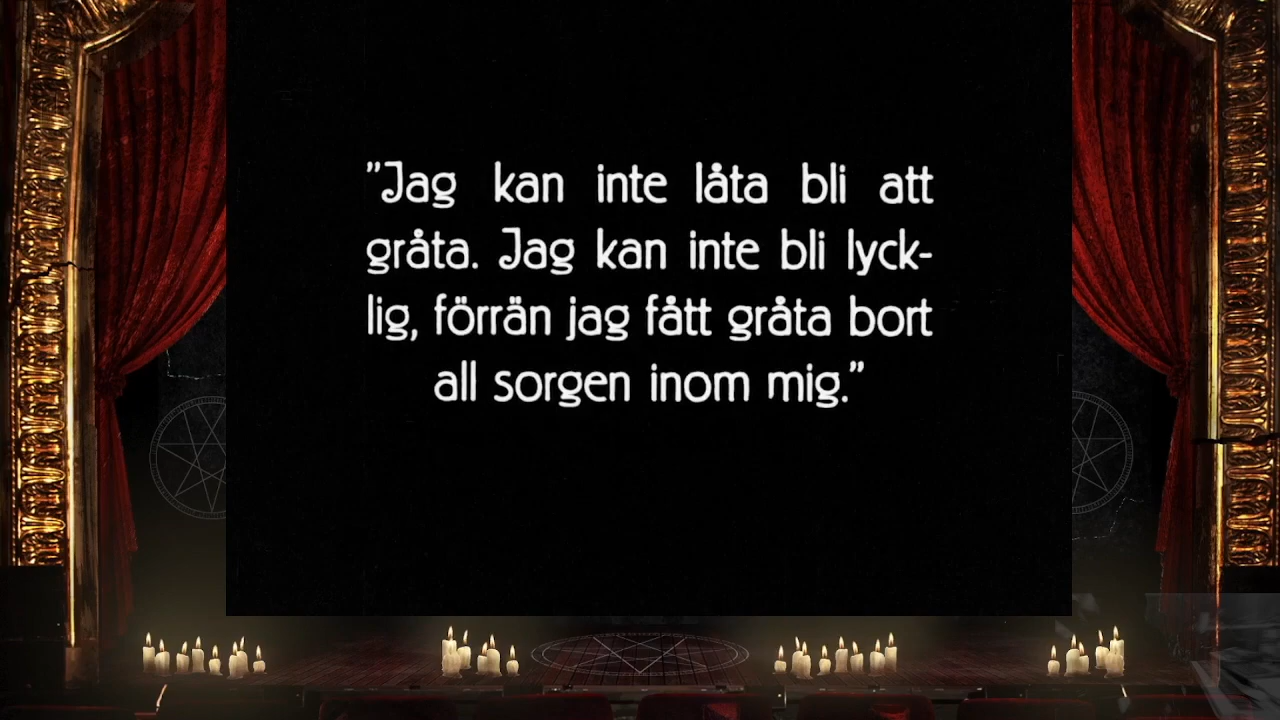 ”Jag kan inte låta bli att
gråta. Jag kan inte bli lyck-
lig, förrän jag fått gråta bort
all sorgen inom mig.”